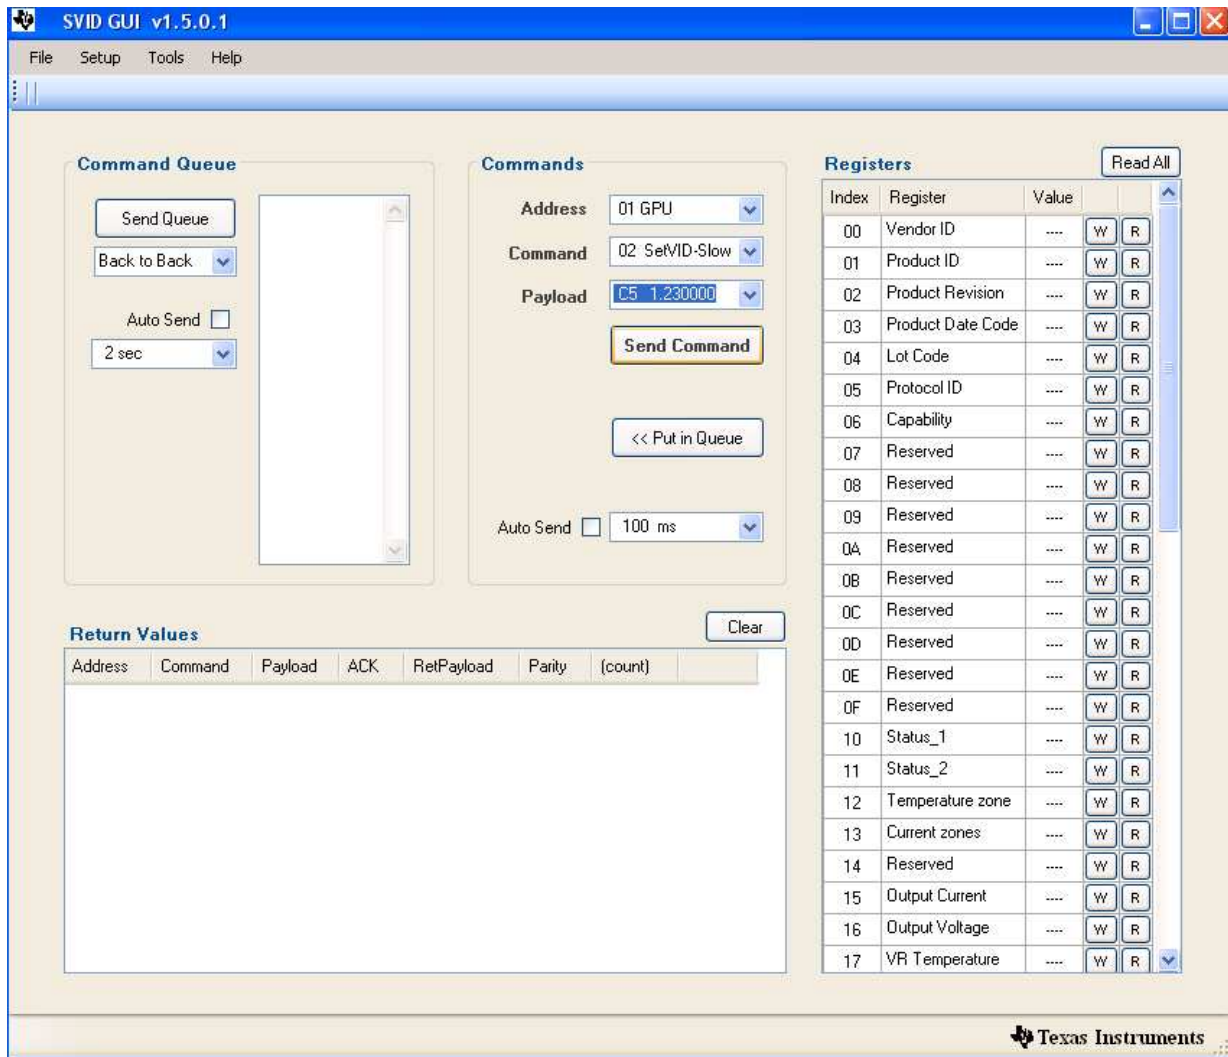 SVID GUI v1.5.0.1
File Setup Tools Help
Command Queue
Send Queue
Back to Back
Auto Send
2 sec
Commands
Address 01 GPU
Command 02 SetVID-Slow
Payload C5 1.230000
Send Command
<< Put in Queue
Auto Send 100 ms
Return Values
Clear
Address Command Payload ACK RetPayload Parity (count)
Registers
Read All
Index Register Value
00 Vendor ID ---- W R
01 Product ID ---- W R
02 Product Revision ---- W R
03 Product Date Code ---- W R
04 Lot Code ---- W R
05 Protocol ID ---- W R
06 Capability ---- W R
07 Reserved ---- W R
08 Reserved ---- W R
09 Reserved ---- W R
0A Reserved ---- W R
0B Reserved ---- W R
0C Reserved ---- W R
0D Reserved ---- W R
0E Reserved ---- W R
0F Reserved ---- W R
10 Status_1 ---- W R
11 Status_2 ---- W R
12 Temperature zone ---- W R
13 Current zones ---- W R
14 Reserved ---- W R
15 Output Current ---- W R
16 Output Voltage ---- W R
17 VR Temperature ---- W R
Texas Instruments